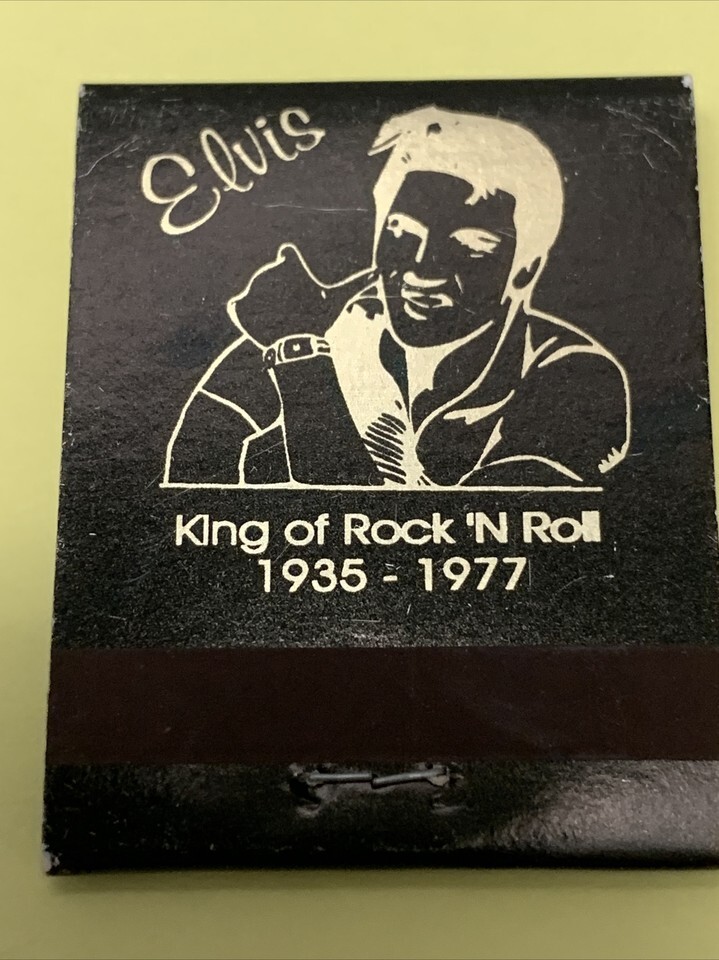 Elvis
King of Rock 'N Roll
1935 - 1977